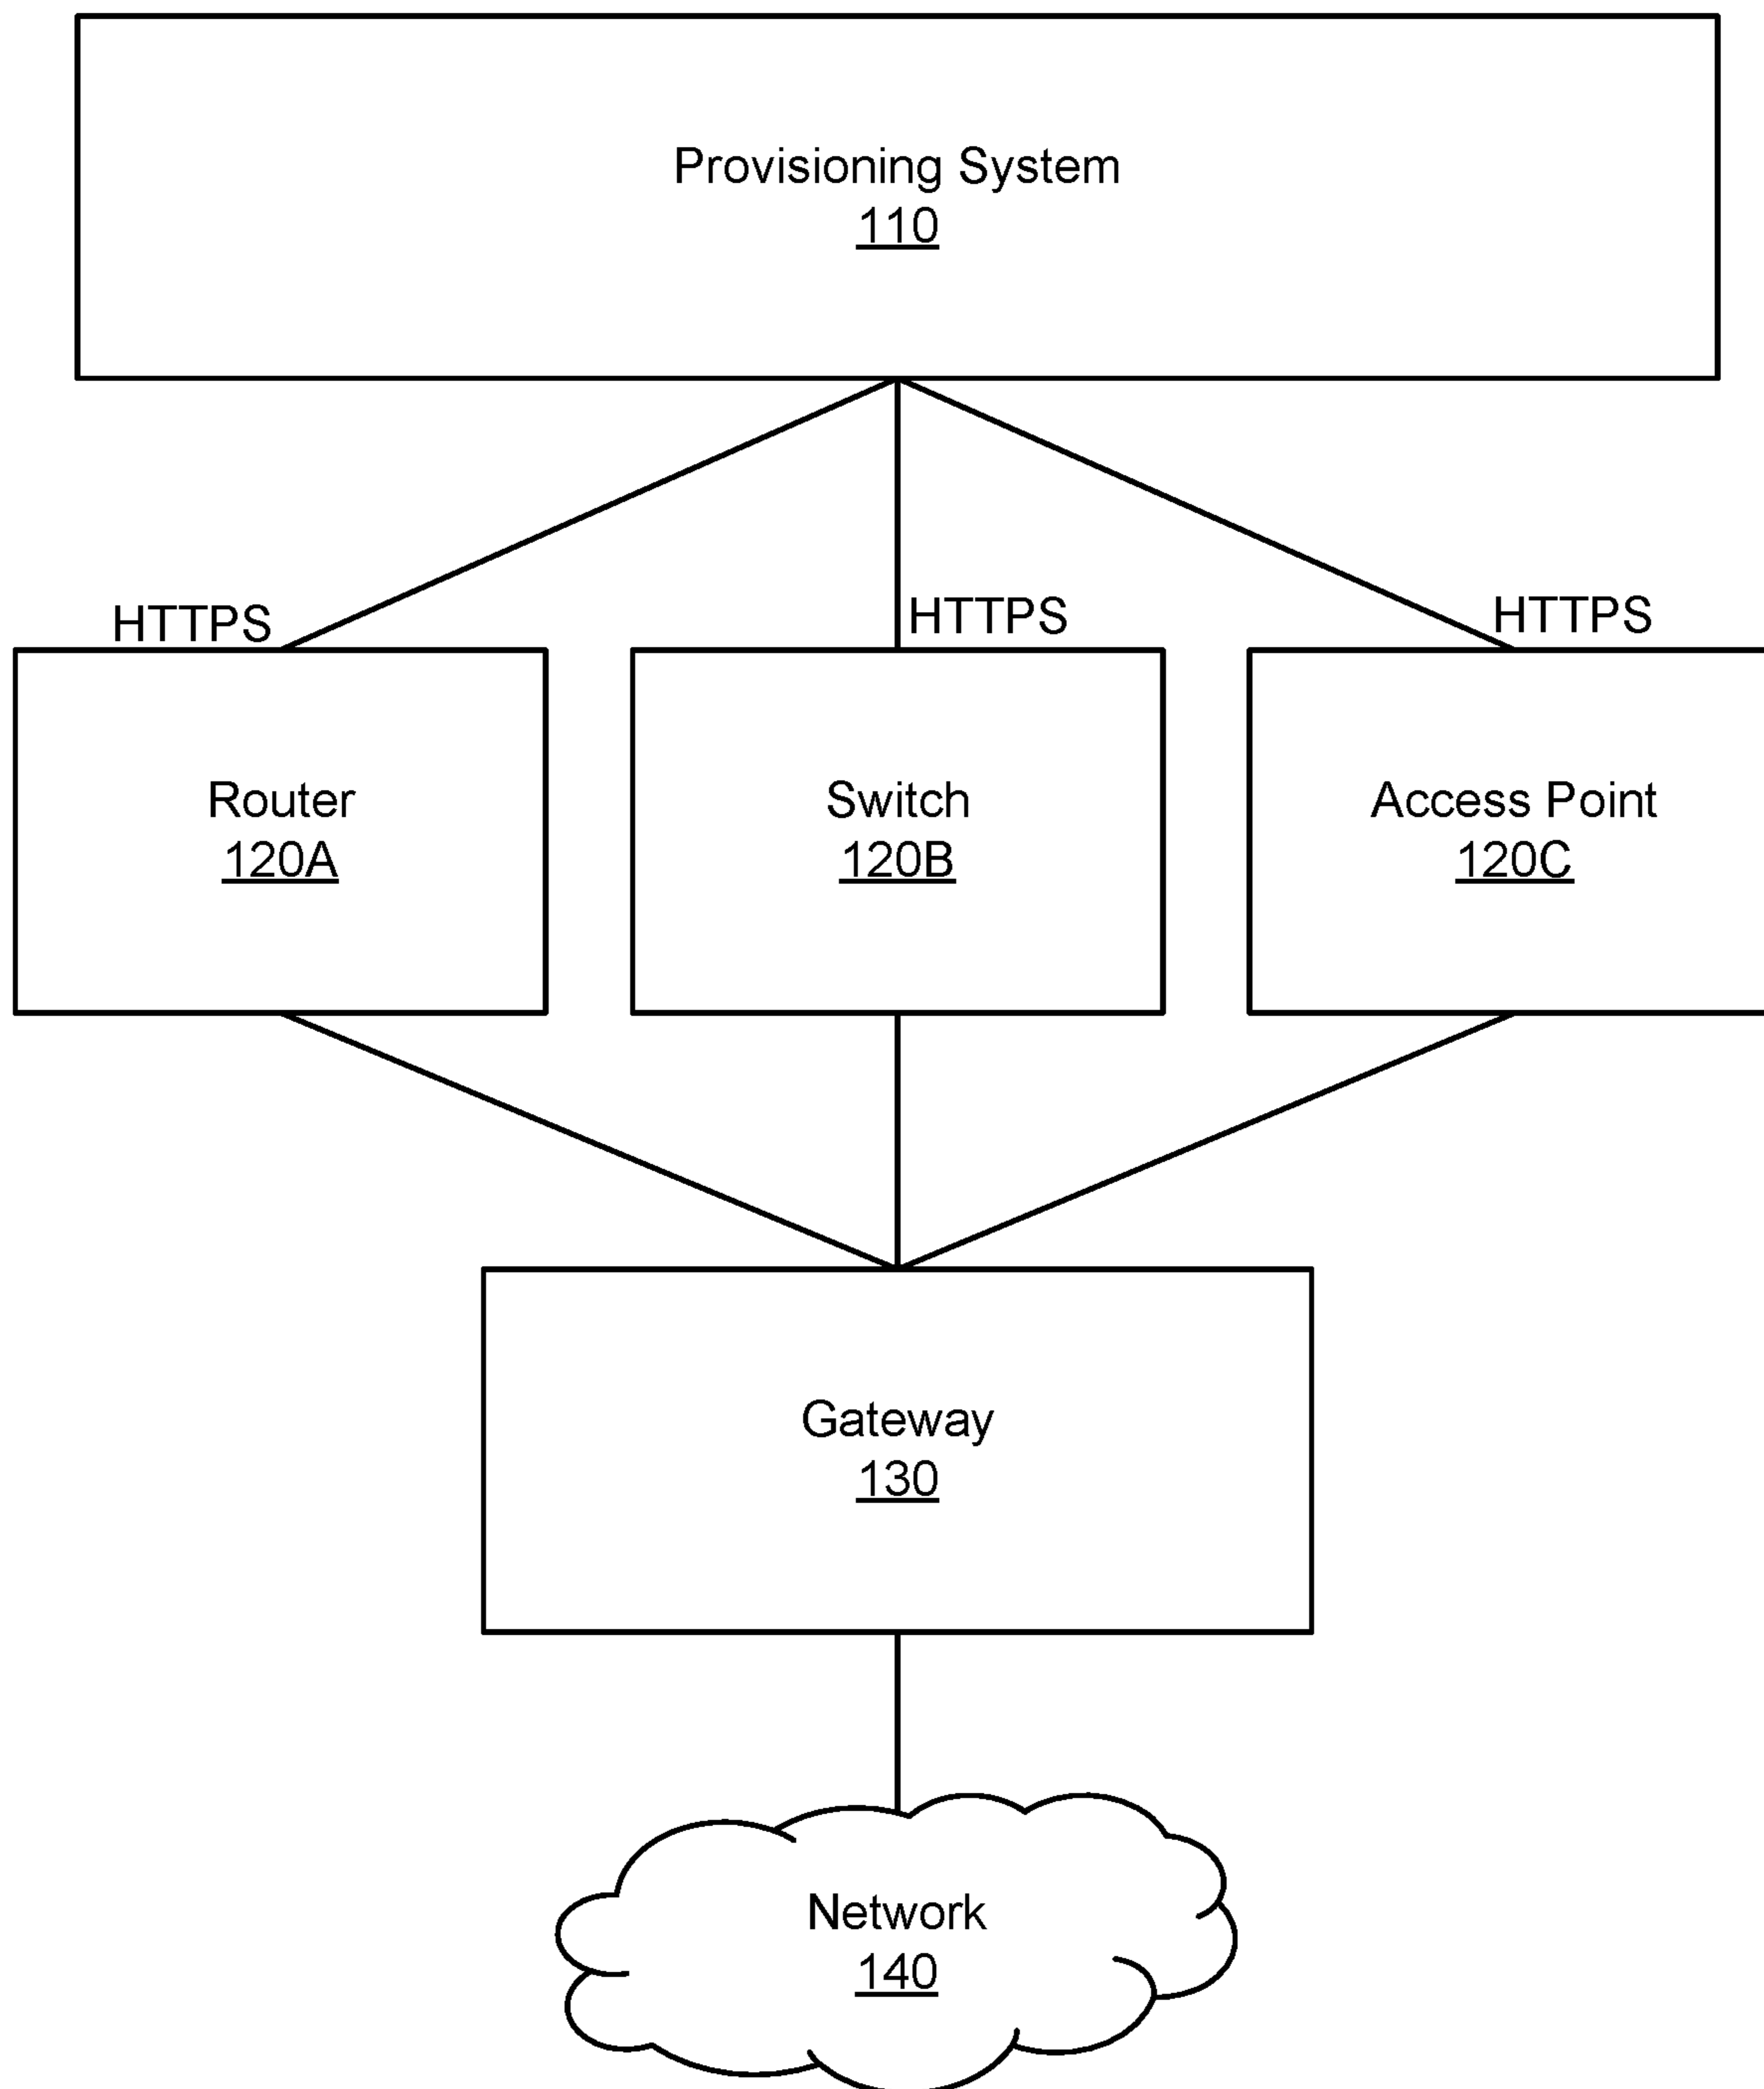 Provisioning System
110
HTTPS
HTTPS
HTTPS
Router
120A
Switch
120B
Access Point
120C
Gateway
130
Network
140